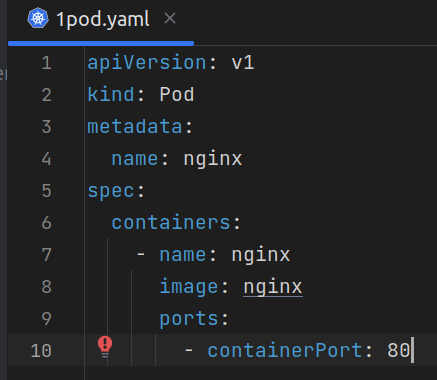 1pod.yaml
1 apiVersion: v1
2 kind: Pod
3 metadata:
4   name: nginx
5 spec:
6   containers:
7     - name: nginx
8       image: nginx
9       ports:
10         - containerPort: 80